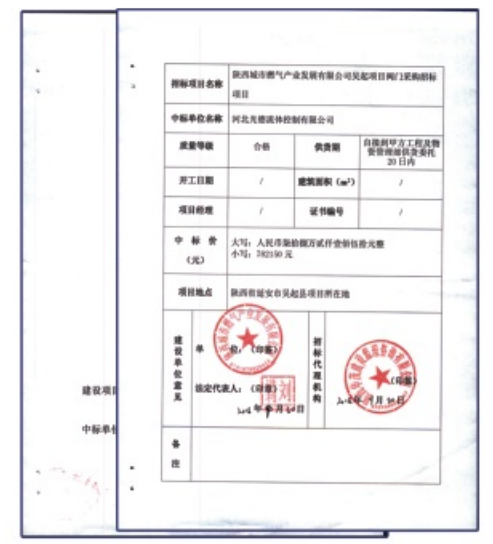 招标项目名称
陕西城市燃气产业发展有限公司吴起项目阀门采购招标
项目
中标单位名称
河北光德流体控制有限公司
质量等级
合格
供货期
自接到甲方工程及物
资管理部供货委托
20日内
开工日期
/
建筑面积（m²）
/
项目经理
/
证书编号
/
中 标 价
（元）
大写：人民币柒拾捌万贰仟壹佰伍拾元整
小写：782150元
项目地点
陕西省延安市吴起县项目所在地
建设单位意见
单 位：（印鉴）
法定代表人：（印章）
招标代理机构
（印鉴）
备
注
建设项目
中标单位